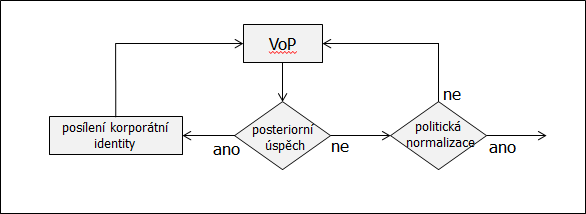 VoP
posílení korporátní
identity
ano
posteriorní
úspěch
ne
politická
normalizace
ne
ano